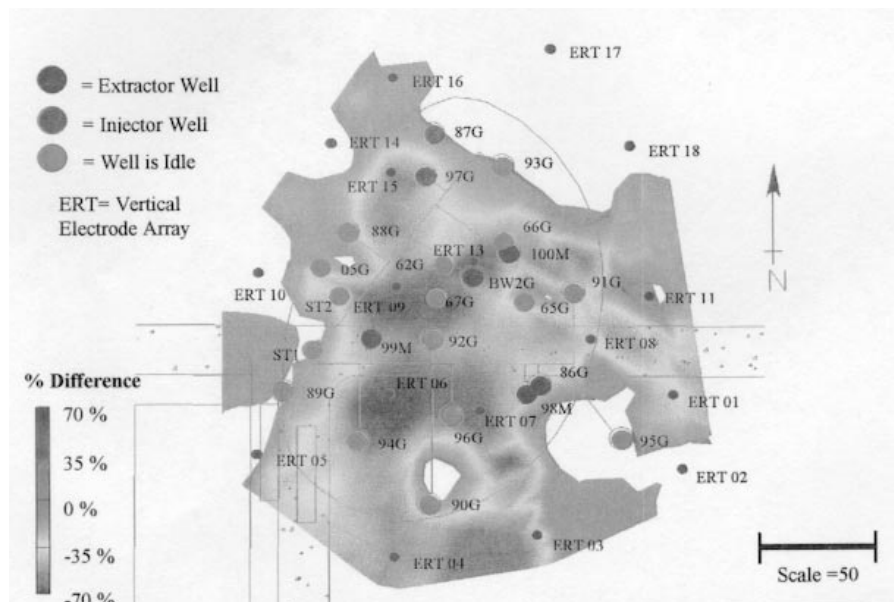 ERT 17
ERT 16
= Extractor Well
= Injector Well
= Well is Idle
ERT= Vertical
Electrode Array
87G
ERT 14
ERT 18
93G
ERT 15
97G
66G
88G
ERT 13
100M
05G
62G
BW2G
91G
ERT 10
N
ST2
ERT 09
67G
65G
ERT 11
99M
92G
ERT 08
ST1
86G
% Difference
ERT 06
89G
98M
ERT 01
70 %
ERT 07
96G
94G
95G
35 %
ERT 05
ERT 02
0 %
90G
ERT 03
-35 %
ERT 04
Scale =50
-70 %